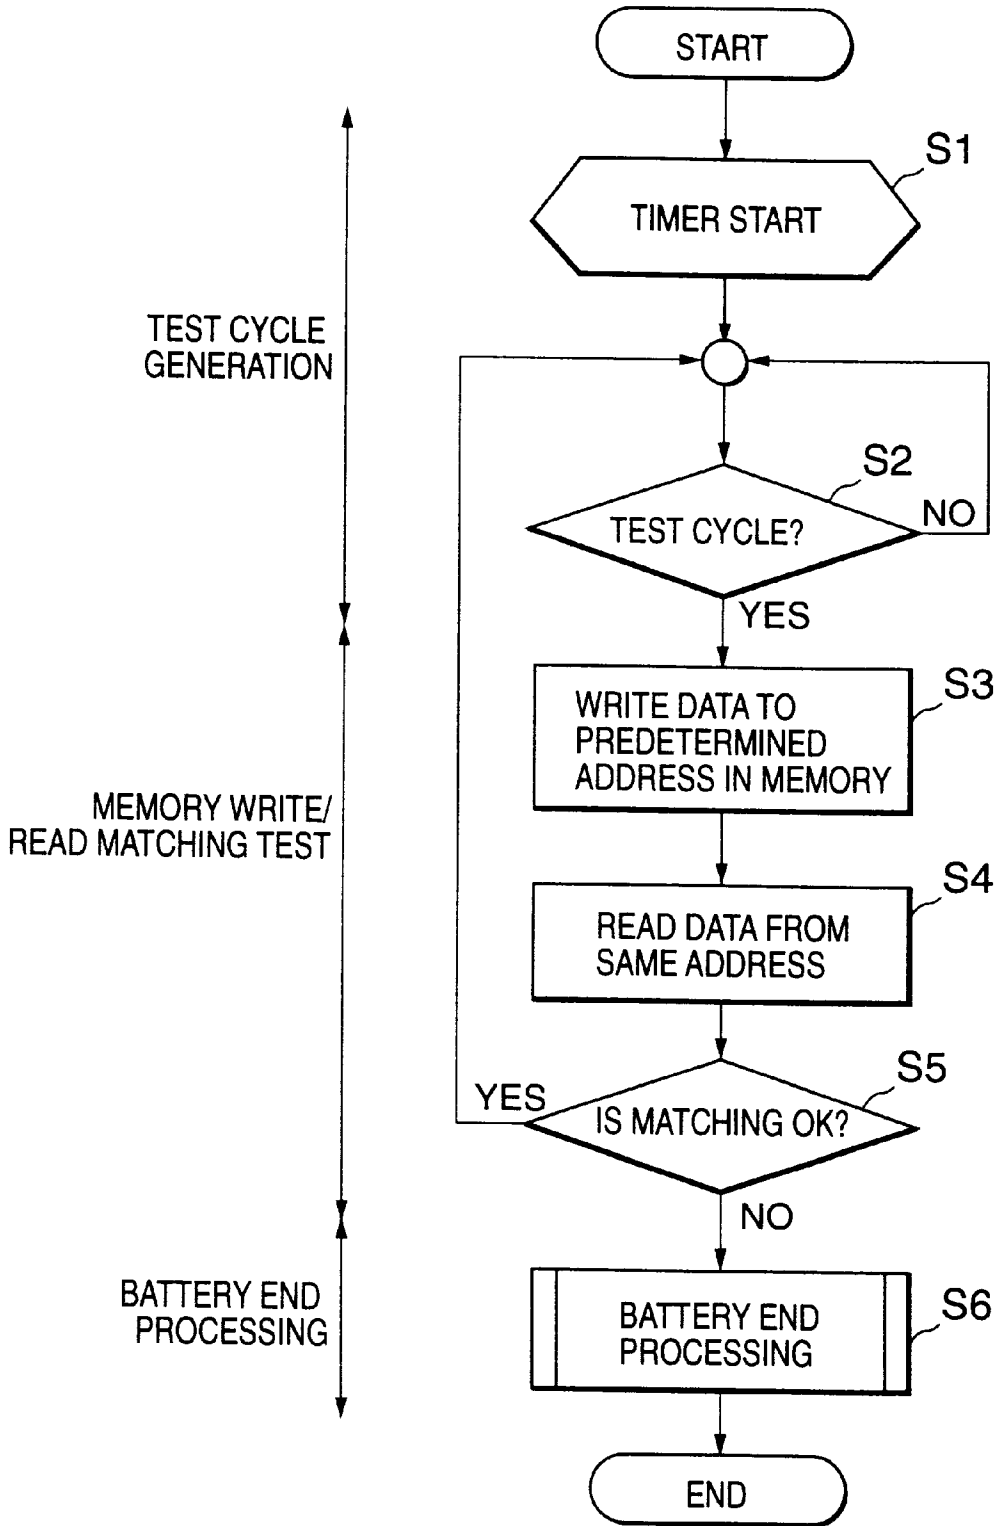 START
S1
TIMER START
TEST CYCLE
GENERATION
S2
TEST CYCLE?
NO
YES
S3
WRITE DATA TO
PREDETERMINED
ADDRESS IN MEMORY
MEMORY WRITE/
READ MATCHING TEST
S4
READ DATA FROM
SAME ADDRESS
S5
YES
IS MATCHING OK?
NO
BATTERY END
PROCESSING
S6
BATTERY END
PROCESSING
END